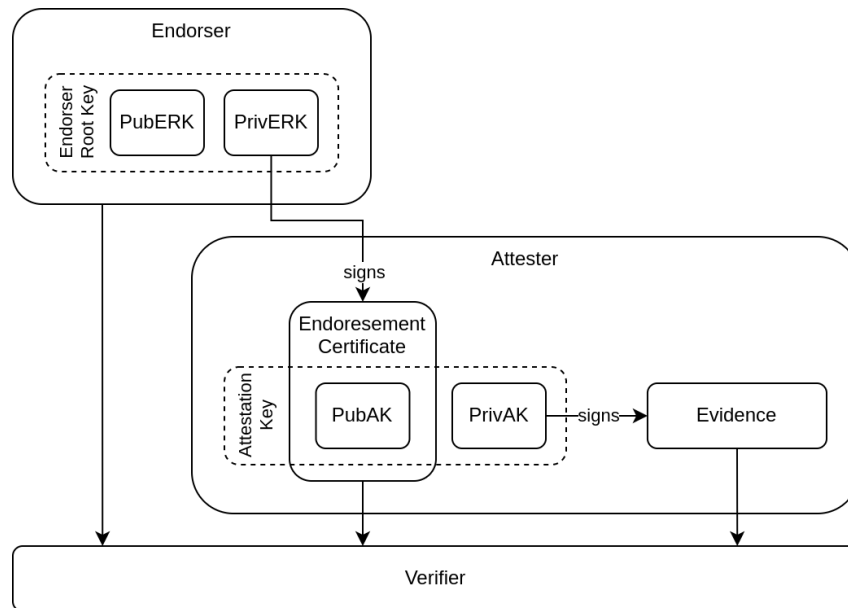 Endorser
Endorser
Root Key
PubERK
PrivERK
signs
Attester
Endoresement
Certificate
Attestation
Key
PubAK
PrivAK
signs
Evidence
Verifier